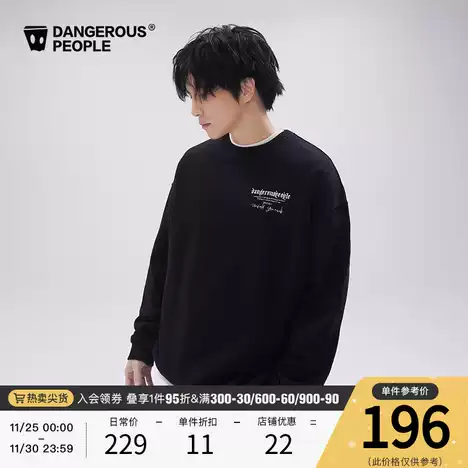 DANGEROUS®
PEOPLE
dangerouspeople
热卖尖货 入会领券 叠享1件95折&满300-30/600-60/900-90
11/25 00:00
—
11/30 23:59
日常价 — 单件折扣 — 店铺优惠 =
229 11 22
单件参考价
196
(此价格仅供参考)